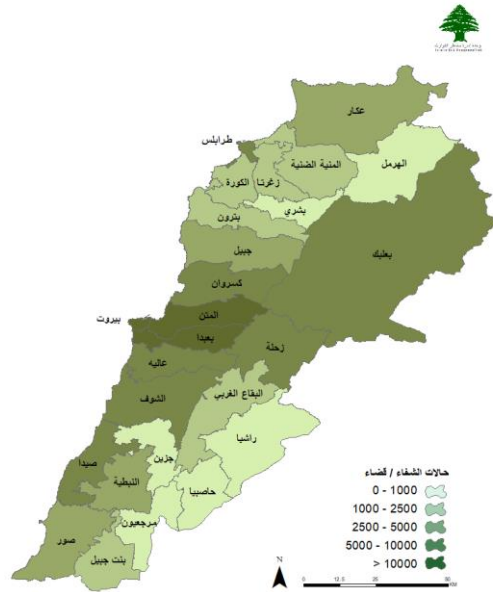 عكار
طرابلس
المنية الضنية
الهرمل
زغرتا
الكورة
بشري
بترون
بعلبك
جبيل
كسروان
المتن
بيروت
بعبدا
زحلة
عاليه
الشوف
البقاع الغربي
راشيا
جزين
صيدا
النبطية
حاصبيا
مرجعيون
صور
بنت جبيل
حالات الشفاء / قضاء
0 - 1000
1000 - 2500
2500 - 5000
5000 - 10000
> 10000
N
KM